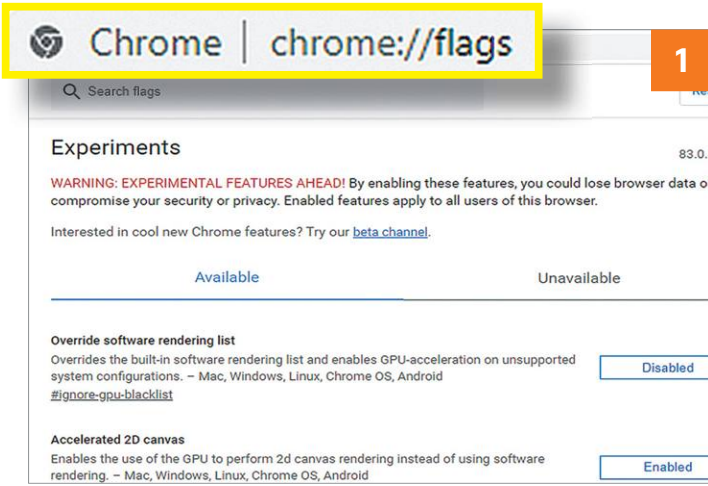 Chrome | chrome://flags
1
Search flags
Experiments
83.0.
WARNING: EXPERIMENTAL FEATURES AHEAD! By enabling these features, you could lose browser data o
compromise your security or privacy. Enabled features apply to all users of this browser.
Interested in cool new Chrome features? Try our beta channel.
Available
Unavailable
Override software rendering list
Overrides the built-in software rendering list and enables GPU-acceleration on unsupported
system configurations. – Mac, Windows, Linux, Chrome OS, Android
#ignore-gpu-blacklist
Disabled
Accelerated 2D canvas
Enables the use of the GPU to perform 2d canvas rendering instead of using software
rendering. – Mac, Windows, Linux, Chrome OS, Android
Enabled